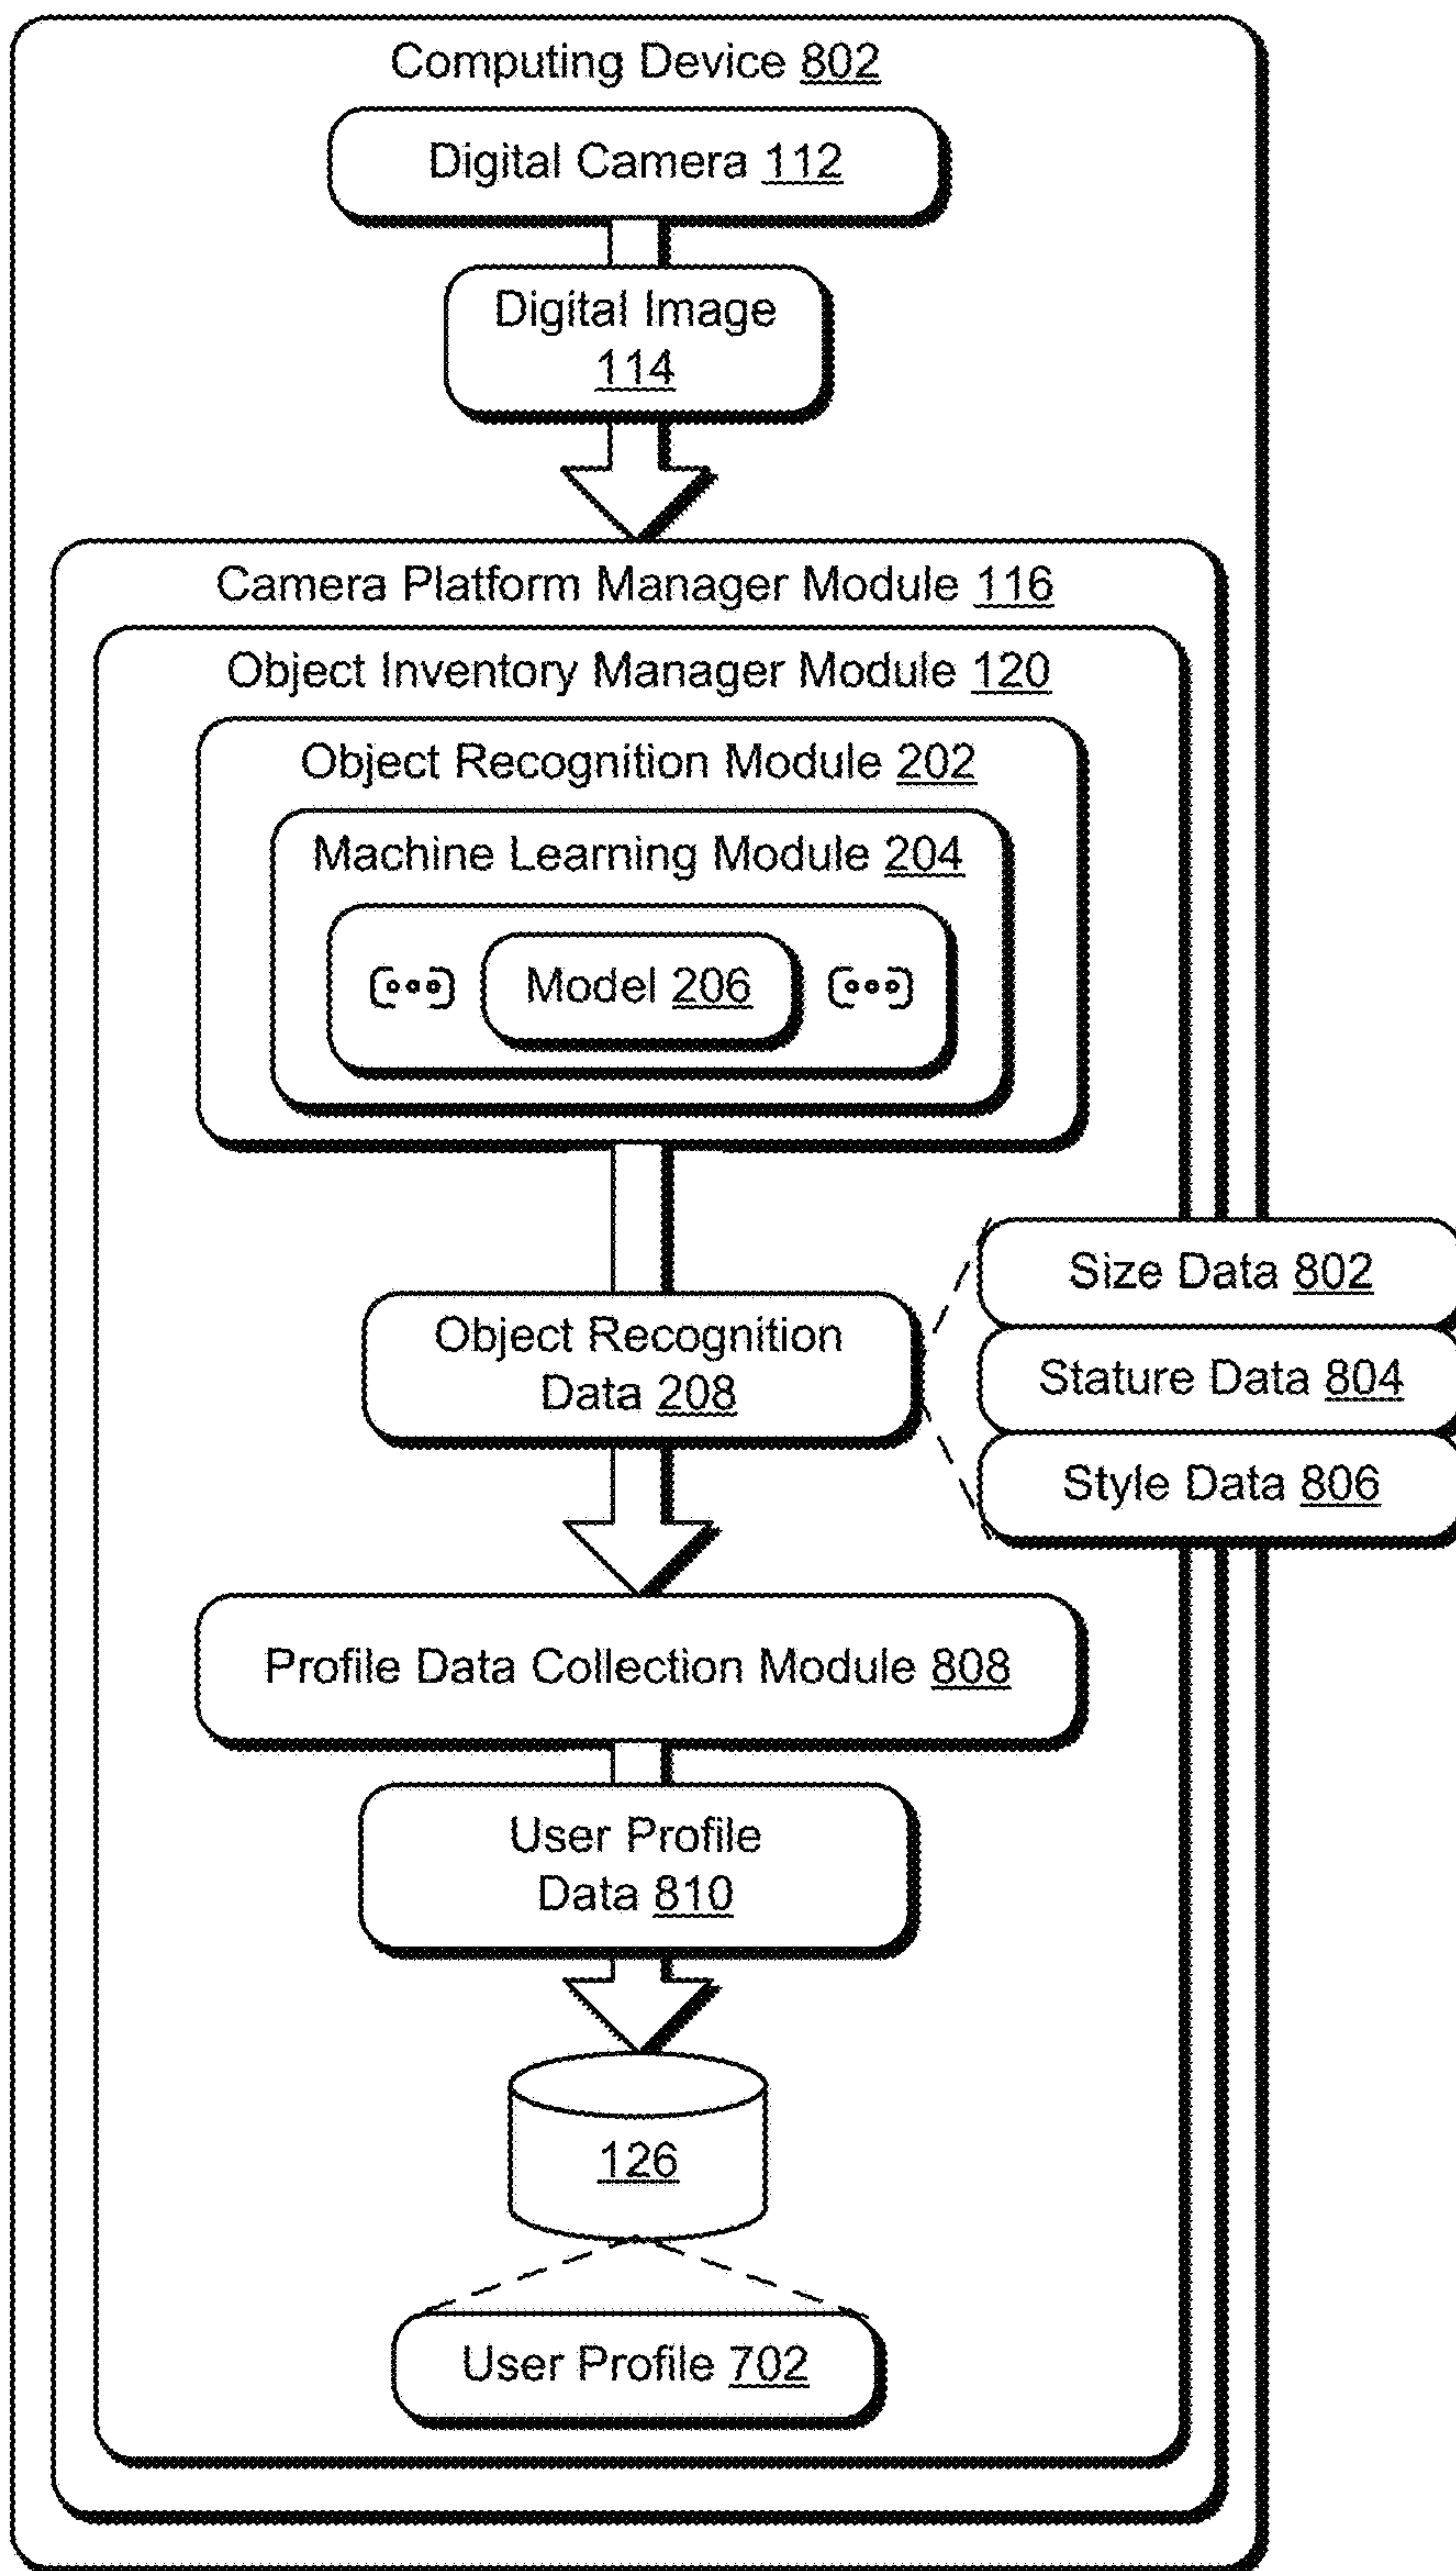 Computing Device 802
Digital Camera 112
Digital Image
114
Camera Platform Manager Module 116
Object Inventory Manager Module 120
Object Recognition Module 202
Machine Learning Module 204
Model 206
Object Recognition
Data 208
Size Data 802
Stature Data 804
Style Data 806
Profile Data Collection Module 808
User Profile
Data 810
126
User Profile 702